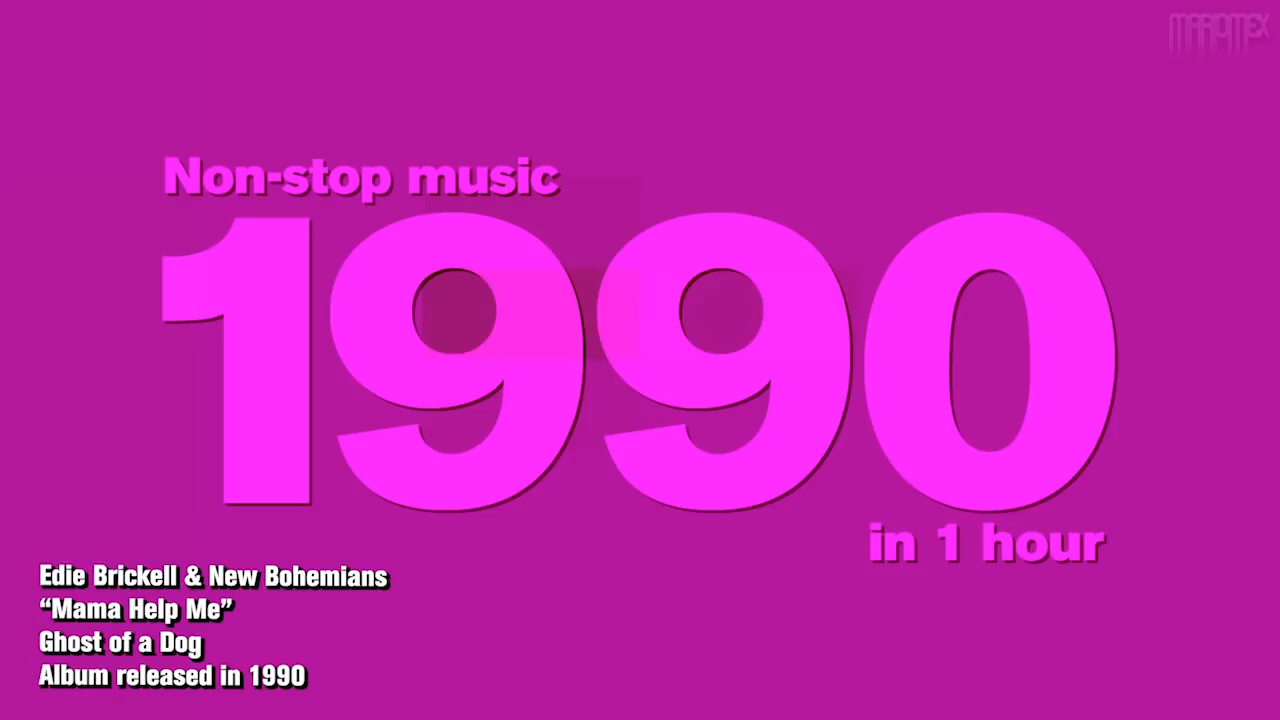 MAROMEX
Non-stop music
1990
in 1 hour
Edie Brickell & New Bohemians
“Mama Help Me”
Ghost of a Dog
Album released in 1990